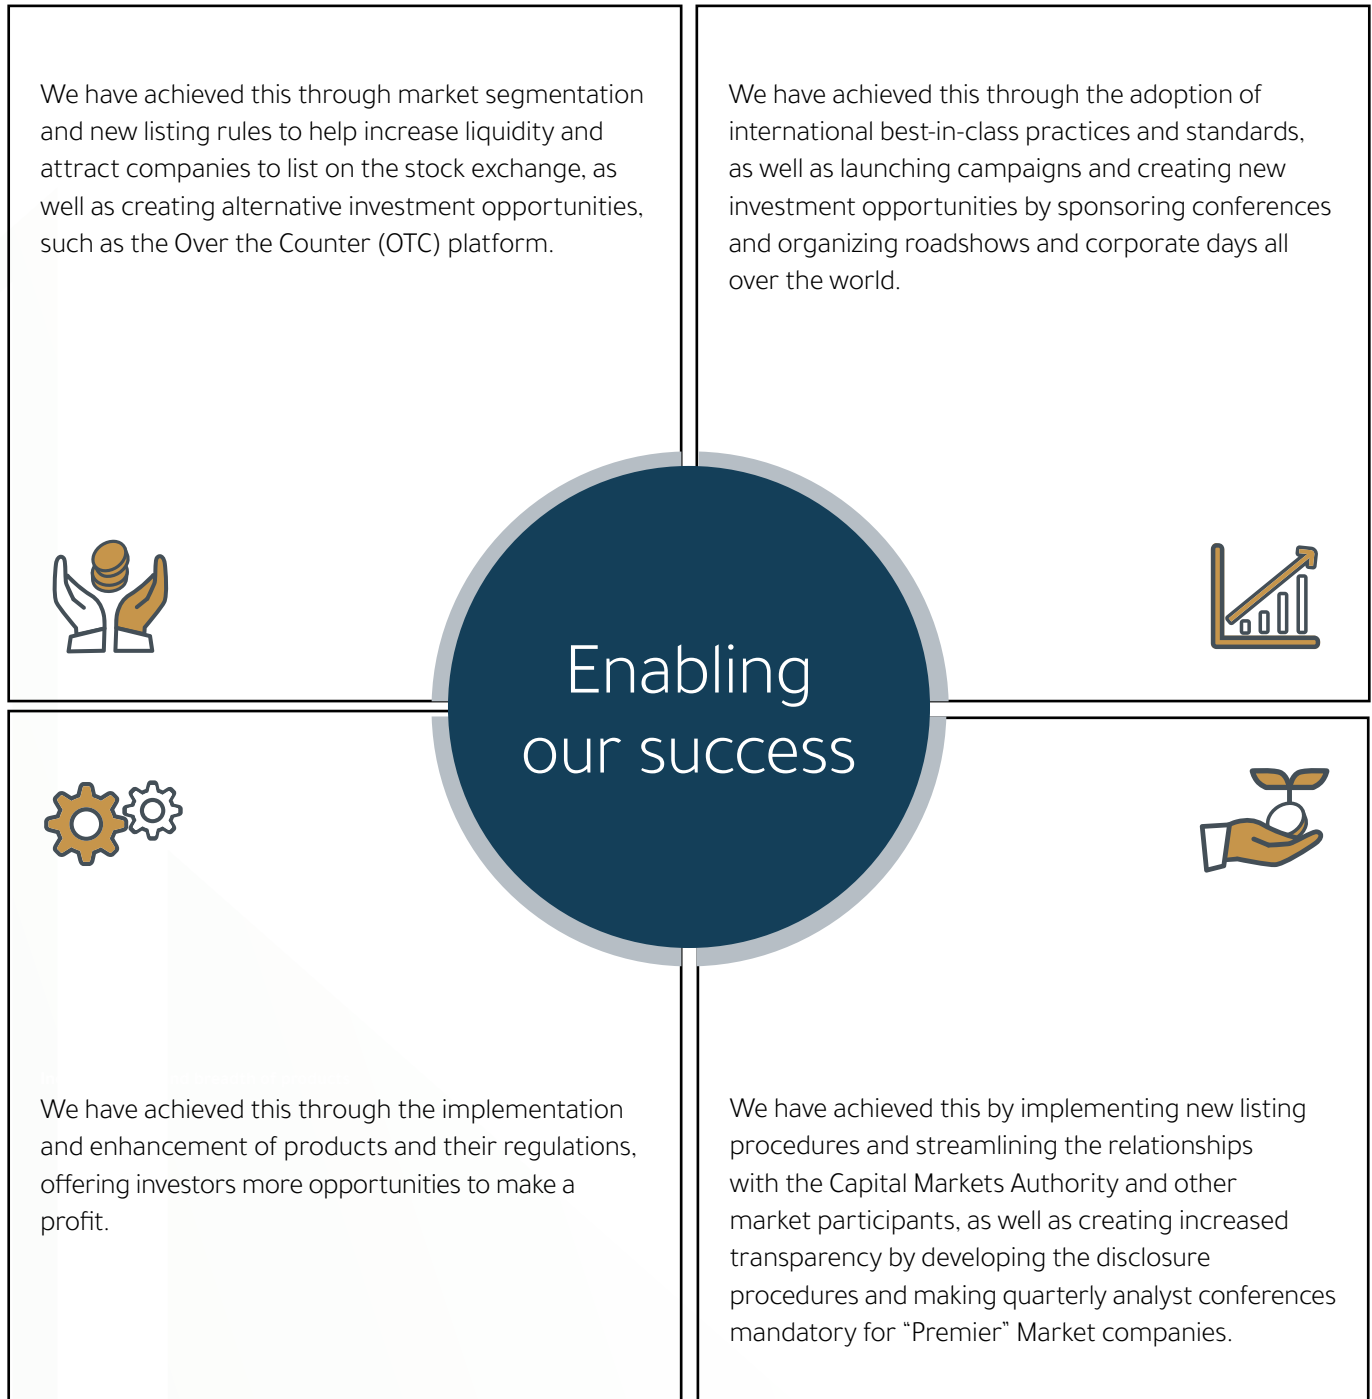 We have achieved this through market segmentation
and new listing rules to help increase liquidity and
attract companies to list on the stock exchange, as
well as creating alternative investment opportunities,
such as the Over the Counter (OTC) platform.
We have achieved this through the adoption of
international best-in-class practices and standards,
as well as launching campaigns and creating new
investment opportunities by sponsoring conferences
and organizing roadshows and corporate days all
over the world.
Enabling
our success
We have achieved this through the implementation
and enhancement of products and their regulations,
offering investors more opportunities to make a
profit.
We have achieved this by implementing new listing
procedures and streamlining the relationships
with the Capital Markets Authority and other
market participants, as well as creating increased
transparency by developing the disclosure
procedures and making quarterly analyst conferences
mandatory for “Premier” Market companies.